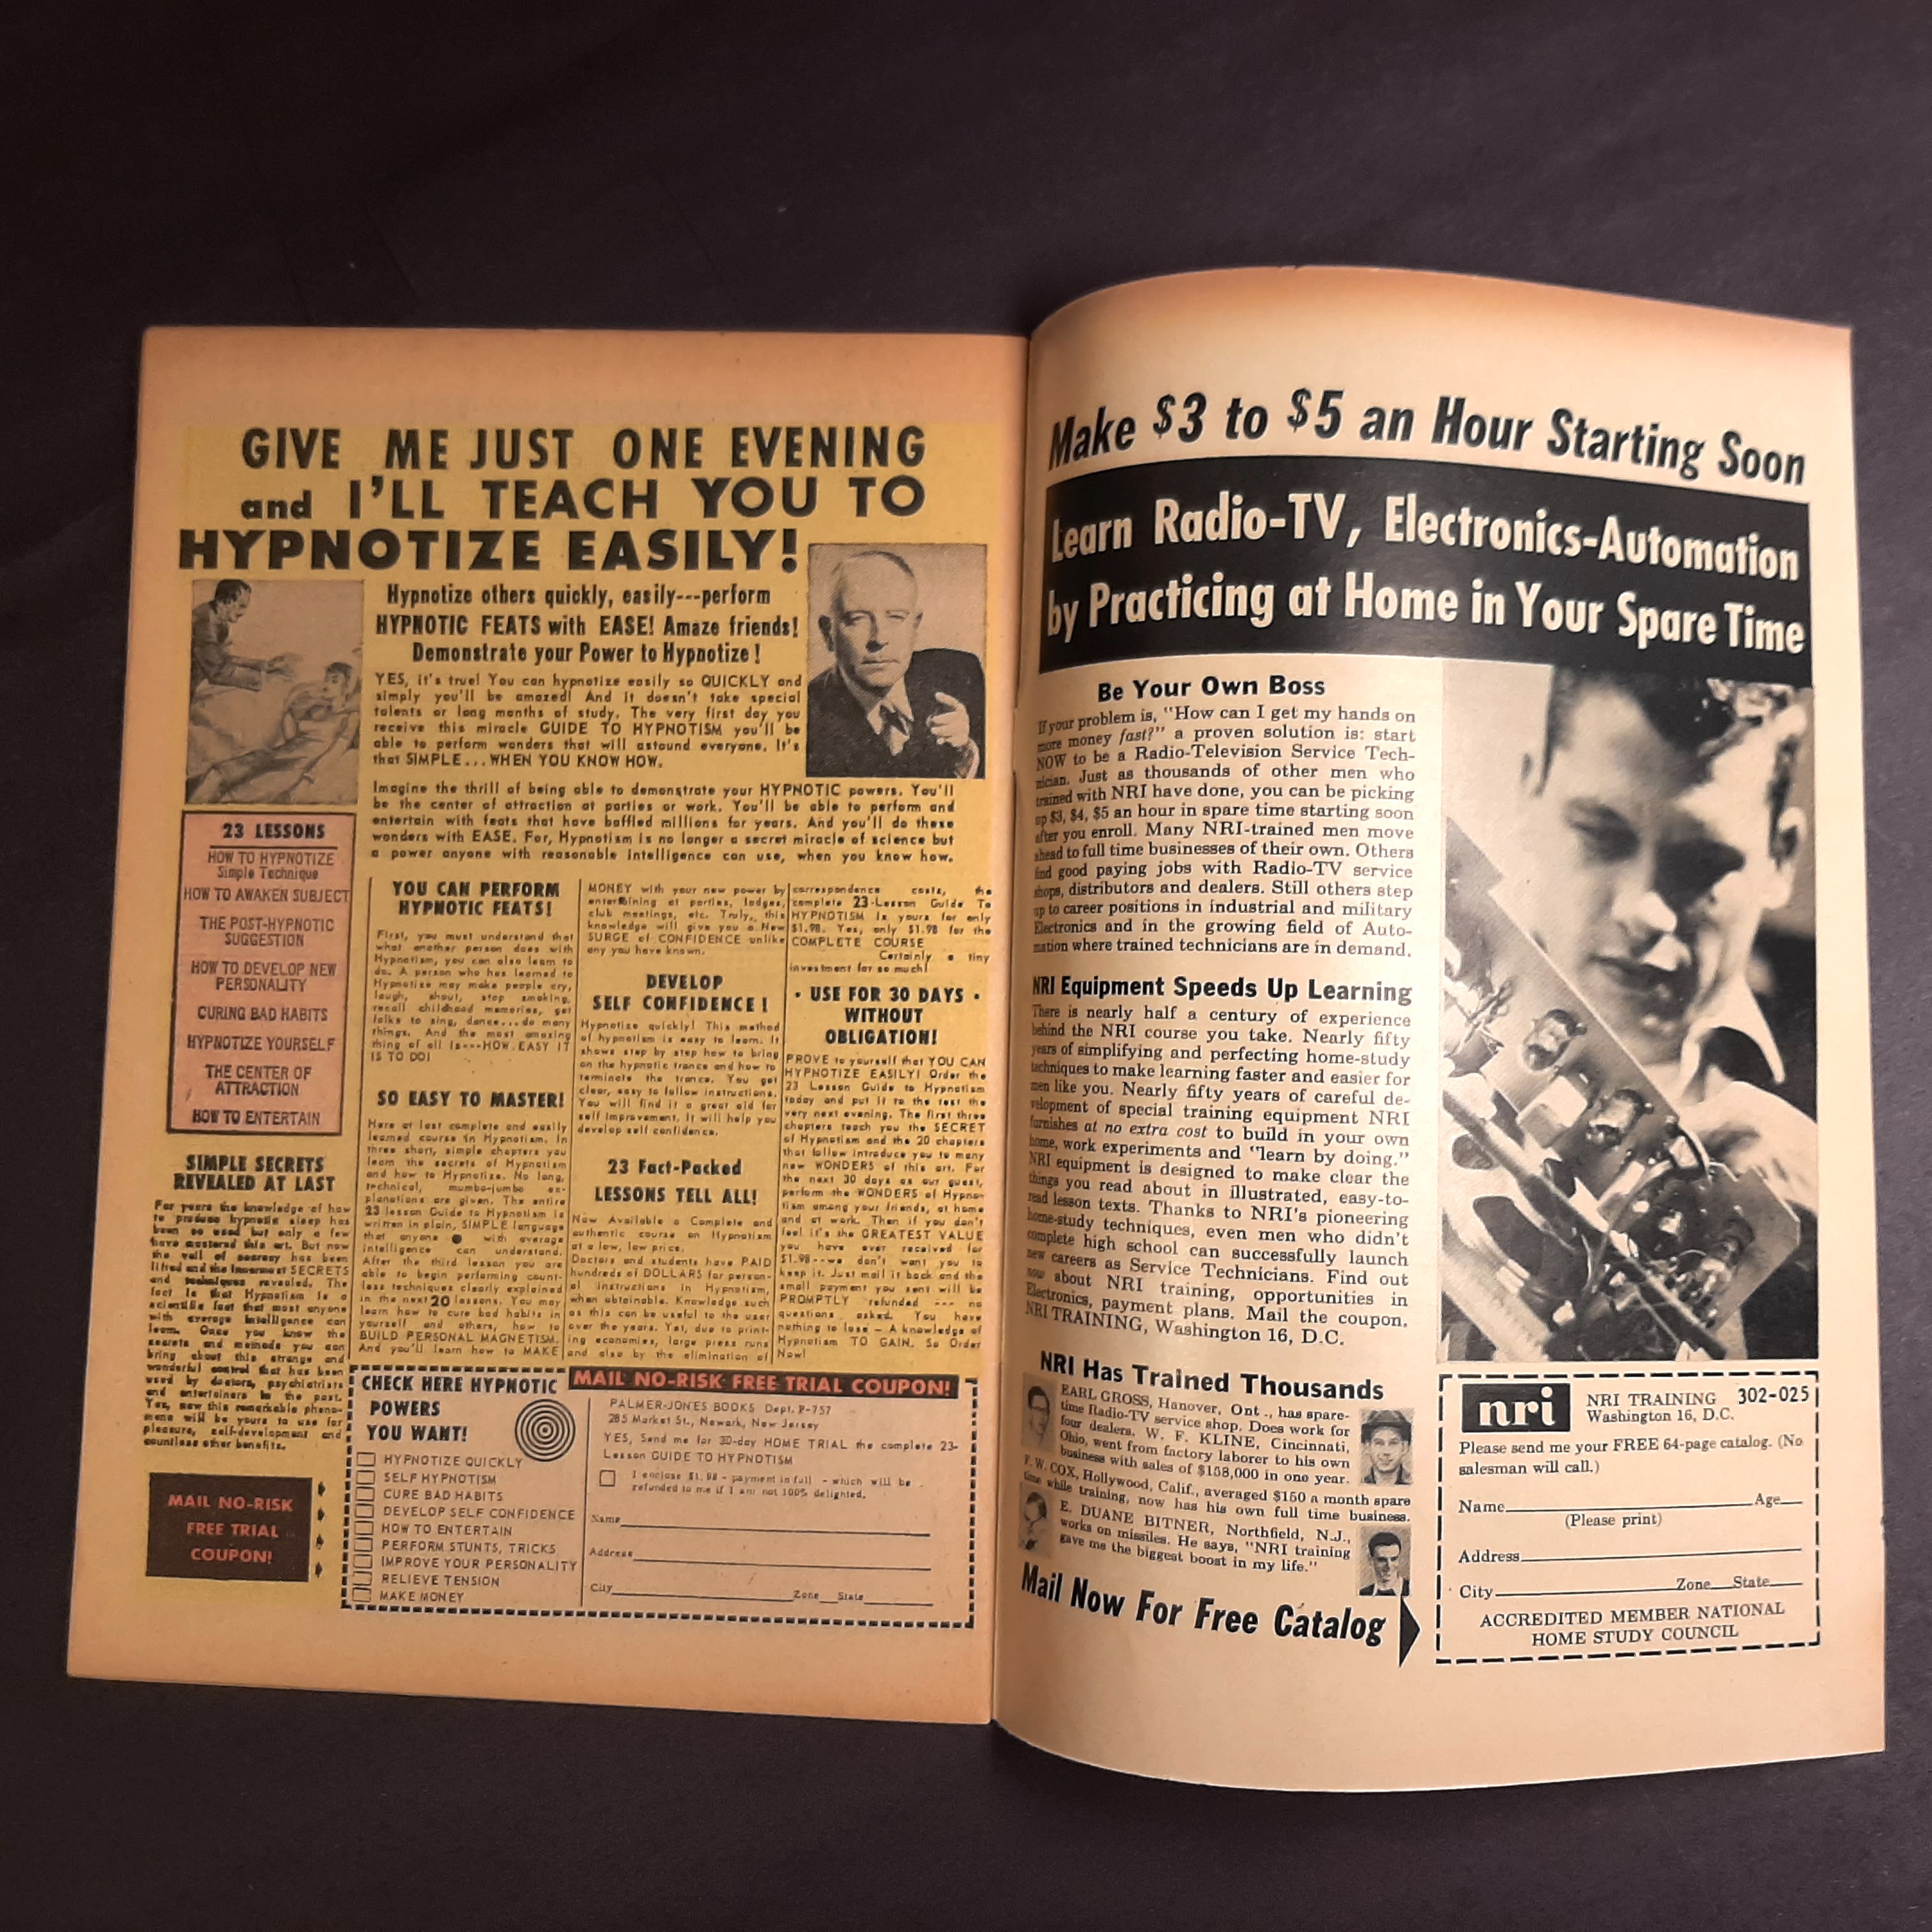 GIVE ME JUST ONE EVENING
and I'LL TEACH YOU TO
HYPNOTIZE EASILY!
Hypnotize others quickly, easily---perform
HYPNOTIC FEATS with EASE! Amaze friends!
Demonstrate your Power to Hypnotize!
YES, it's true! You can hypnotize easily so QUICKLY and
simply you'll be amazed! And it doesn't take special
talents or long months of study. The very first day you
receive this miracle GUIDE TO HYPNOTISM you'll be
able to perform wonders that will astound everyone. It's
that SIMPLE...WHEN YOU KNOW HOW.
Imagine the thrill of being able to demonstrate your HYPNOTIC powers. You'll
be the center of attraction at parties or work. You'll be able to perform and
entertain with feats that have baffled millions for years. And you'll do these
wonders with EASE. For, Hypnotism is no longer a secret miracle of science but
a power anyone with reasonable intelligence can use, when you know how.
23 LESSONS
HOW TO HYPNOTIZE
Simple Technique
HOW TO AWAKEN SUBJECT
THE POST-HYPNOTIC
SUGGESTION
HOW TO DEVELOP NEW
PERSONALITY
CURING BAD HABITS
HYPNOTIZE YOURSELF
THE CENTER OF
ATTRACTION
HOW TO ENTERTAIN
SIMPLE SECRETS
REVEALED AT LAST
For years the knowledge of how
to produce hypnotic sleep has
been so used but only a few
have mastered this art. But now
the veil of secrecy has been
lifted and the innermost SECRETS
and techniques revealed. The
fact is that Hypnotism is a
scientific fact that most anyone
with average intelligence can
learn. Once you know the
secrets and methods you can
bring about this strange and
wonderful control that has been
used by doctors, psychiatrists
and entertainers in the past.
Yes, now this remarkable pheno-
mena will be yours to use for
pleasure, self-development and
countless other benefits.
MAIL NO-RISK
FREE TRIAL
COUPON!
YOU CAN PERFORM
HYPNOTIC FEATS!
First, you must understand that
what another person does with
Hypnotism, you can also learn to
do. A person who has learned to
Hypnotize may make people cry,
laugh, shout, stop smoking,
recall childhood memories, get
folks to sing, dance...do many
things. And the most amazing
thing of all is---HOW EASY IT
IS TO DO!
SO EASY TO MASTER!
Here at last complete and easily
learned course in Hypnotism. In
three short, simple chapters you
learn the secrets of Hypnotism
and how to Hypnotize. No long,
technical, mumbo-jumbo ex-
planations are given. The entire
23 lesson Guide to Hypnotism is
written in plain, SIMPLE language
that anyone with average
intelligence can understand.
After the third lesson you are
able to begin performing count-
less techniques clearly explained
in the next 20 lessons. You may
learn how to cure bad habits in
yourself and others, how to
BUILD PERSONAL MAGNETISM.
And you'll learn how to MAKE
MONEY with your new power by
entertaining at parties, lodges,
club meetings, etc. Truly, this
knowledge will give you a New
SURGE of CONFIDENCE unlike
any you have known.
DEVELOP
SELF CONFIDENCE!
Hypnotize quickly! This method
of hypnotism is easy to learn. It
shows step by step how to bring
on the hypnotic trance and how to
terminate the trance. You get
clear, easy to follow instructions.
You will find it a great aid for
self improvement. It will help you
develop self confidence.
23 Fact-Packed
LESSONS TELL ALL!
Now Available a Complete and
authentic course on Hypnotism
at a low, low price.
Doctors and students have PAID
hundreds of DOLLARS for person-
al instructions in Hypnotism,
when obtainable. Knowledge such
as this can be useful to the user
over the years. Yet, due to print-
ing economies, large press runs
and also by the elimination of
correspondence costs, the
complete 23-Lesson Guide To
HYPNOTISM is yours for only
$1.98. Yes, only $1.98 for the
COMPLETE COURSE
Certainly a tiny
investment for so much!
• USE FOR 30 DAYS •
WITHOUT
OBLIGATION!
PROVE to yourself that YOU CAN
HYPNOTIZE EASILY! Order the
23 Lesson Guide to Hypnotism
today and put it to the test the
very next evening. The first three
chapters teach you the SECRET
of Hypnotism and the 20 chapters
that follow introduce you to many
new WONDERS of this art. For
the next 30 days as our guest,
perform the WONDERS of Hypno-
tism among your friends, at home
and at work. Then if you don't
feel it's the GREATEST VALUE
you have ever received for
$1.98--we don't want you to
keep it. Just mail it back and the
small payment you sent will be
PROMPTLY refunded --- no
questions asked. You have
nothing to lose - A knowledge of
Hypnotism TO GAIN. So Order
Now!
CHECK HERE HYPNOTIC
POWERS
YOU WANT!
HYPNOTIZE QUICKLY
SELF HYPNOTISM
CURE BAD HABITS
DEVELOP SELF CONFIDENCE
HOW TO ENTERTAIN
PERFORM STUNTS, TRICKS
IMPROVE YOUR PERSONALITY
RELIEVE TENSION
MAKE MONEY
MAIL NO-RISK FREE TRIAL COUPON!
PALMER-JONES BOOKS Dept. P-757
285 Market St., Newark, New Jersey
YES, Send me for 30-day HOME TRIAL the complete 23-
Lesson GUIDE TO HYPNOTISM
I enclose $1.98 - payment in full - which will be
refunded to me if I am not 100% delighted.
Name
Address
City Zone State
Make $3 to $5 an Hour Starting Soon
Learn Radio-TV, Electronics-Automation
by Practicing at Home in Your Spare Time
Be Your Own Boss
If your problem is, "How can I get my hands on
more money fast?" a proven solution is: start
NOW to be a Radio-Television Service Tech-
nician. Just as thousands of other men who
trained with NRI have done, you can be picking
up $3, $4, $5 an hour in spare time starting soon
after you enroll. Many NRI-trained men move
ahead to full time businesses of their own. Others
find good paying jobs with Radio-TV service
shops, distributors and dealers. Still others step
up to career positions in industrial and military
Electronics and in the growing field of Auto-
mation where trained technicians are in demand.
NRI Equipment Speeds Up Learning
There is nearly half a century of experience
behind the NRI course you take. Nearly fifty
years of simplifying and perfecting home-study
techniques to make learning faster and easier for
men like you. Nearly fifty years of careful de-
velopment of special training equipment NRI
furnishes at no extra cost to build in your own
home, work experiments and "learn by doing."
NRI equipment is designed to make clear the
things you read about in illustrated, easy-to-
read lesson texts. Thanks to NRI's pioneering
home-study techniques, even men who didn't
complete high school can successfully launch
new careers as Service Technicians. Find out
now about NRI training, opportunities in
Electronics, payment plans. Mail the coupon.
NRI TRAINING, Washington 16, D.C.
NRI Has Trained Thousands
EARL GROSS, Hanover, Ont., has spare-
time Radio-TV service shop. Does work for
four dealers. W. F. KLINE, Cincinnati,
Ohio, went from factory laborer to his own
business with sales of $158,000 in one year.
F. W. COX, Hollywood, Calif., averaged $150 a month spare
time while training, now has his own full time business.
E. DUANE BITNER, Northfield, N.J.,
works on missiles. He says, "NRI training
gave me the biggest boost in my life."
Mail Now For Free Catalog
nri
NRI TRAINING 302-025
Washington 16, D.C.
Please send me your FREE 64-page catalog. (No
salesman will call.)
Name Age
(Please print)
Address
City Zone State
ACCREDITED MEMBER NATIONAL
HOME STUDY COUNCIL